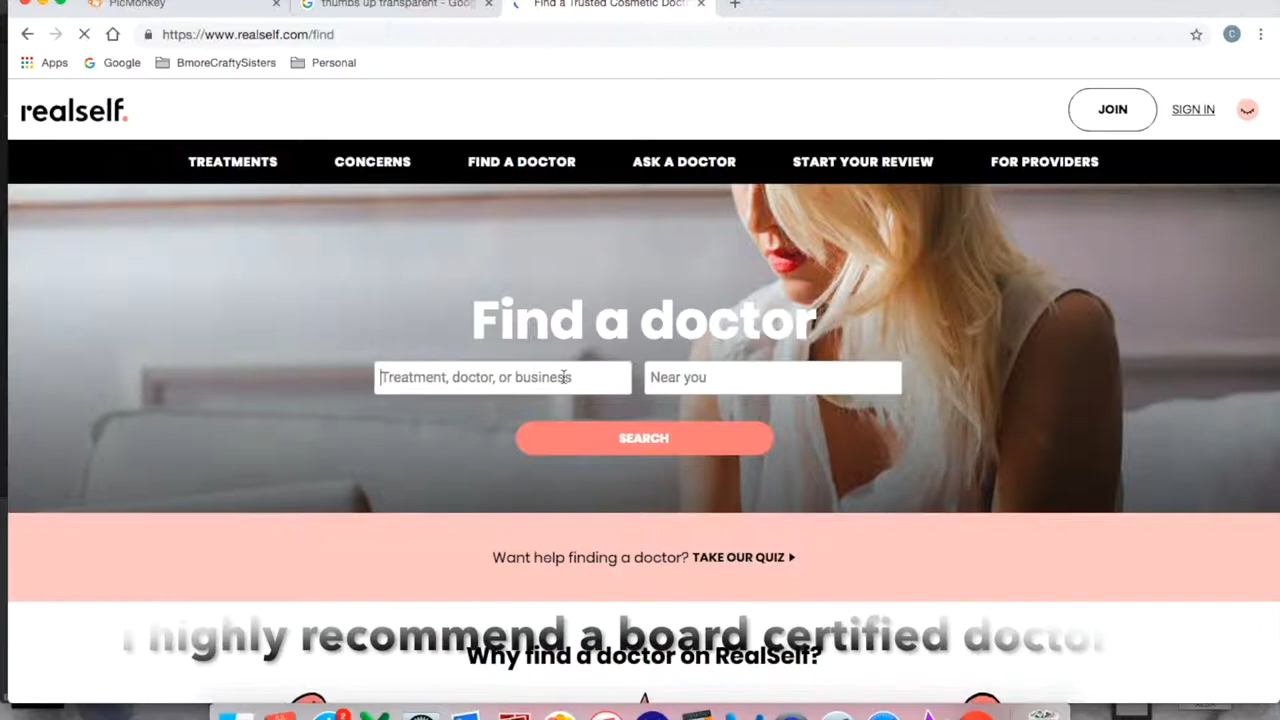 PicMonkey
thumbs up transparent - Goog
Find a Trusted Cosmetic Doct
https://www.realself.com/find
Apps
Google
BmoreCraftySisters
Personal
C
realself.
JOIN
SIGN IN
TREATMENTS
CONCERNS
FIND A DOCTOR
ASK A DOCTOR
START YOUR REVIEW
FOR PROVIDERS
Find a doctor
Treatment, doctor, or business
Near you
SEARCH
Want help finding a doctor? TAKE OUR QUIZ
I highly recommend a board certified doctor
Why find a doctor on RealSelf?
2